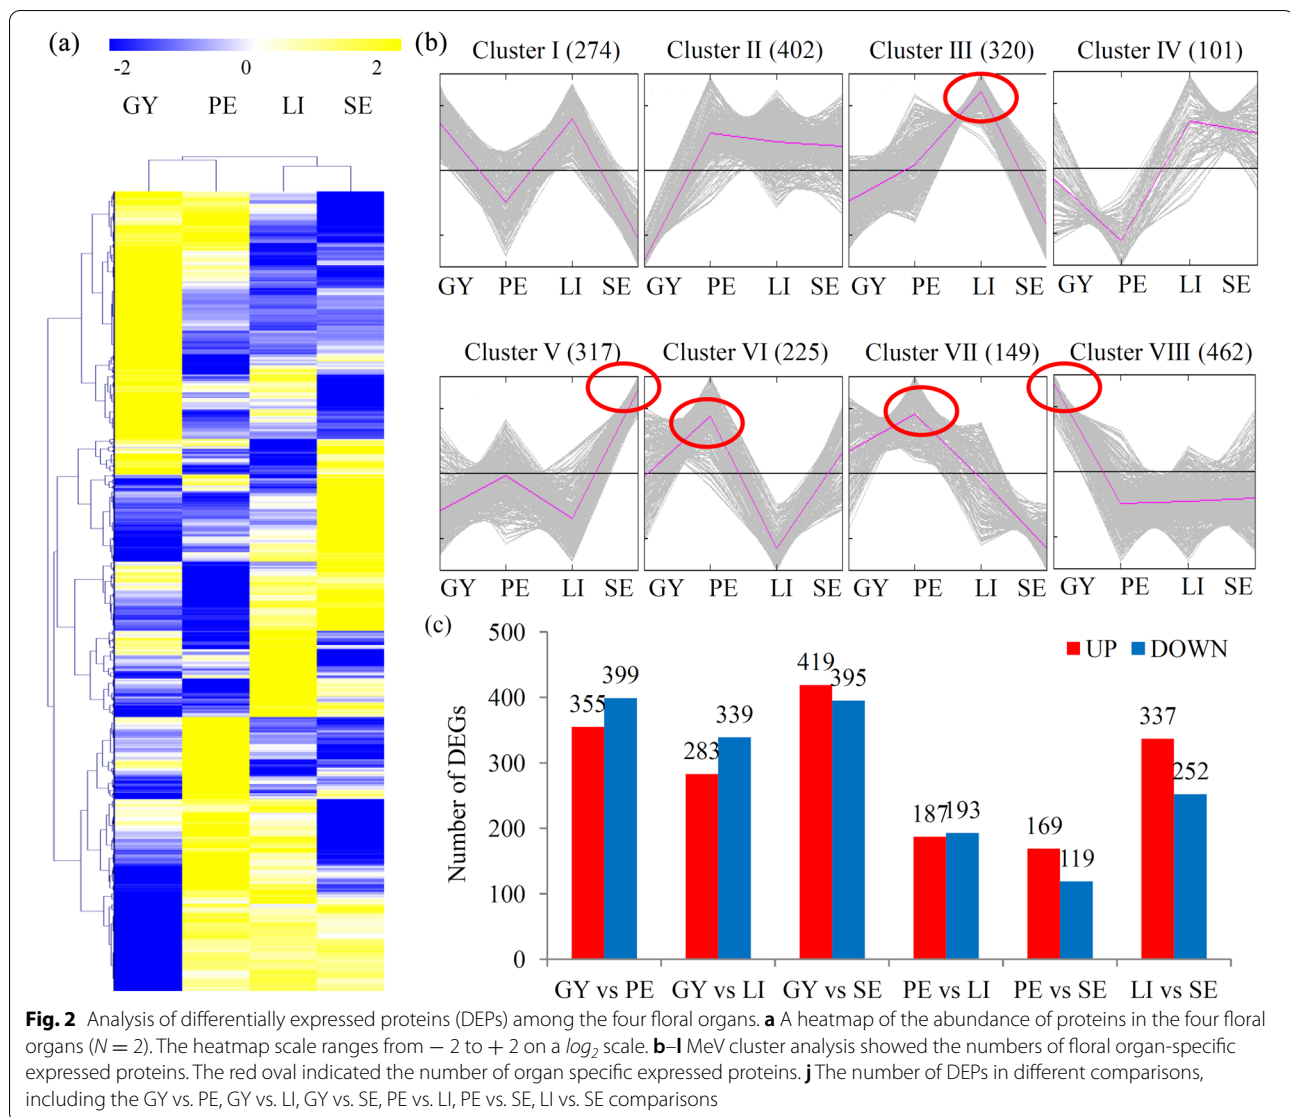 (a)
-2 0 2
GY PE LI SE
(b)
Cluster I (274) Cluster II (402) Cluster III (320) Cluster IV (101)
GY PE LI SE GY PE LI SE GY PE LI SE GY PE LI SE
Cluster V (317) Cluster VI (225) Cluster VII (149) Cluster VIII (462)
GY PE LI SE GY PE LI SE GY PE LI SE GY PE LI SE
(c)
UP DOWN
Number of DEGs
500
400
300
200
100
0
355 399 283 339 419 395 187 193 169 119 337 252
GY vs PE GY vs LI GY vs SE PE vs LI PE vs SE LI vs SE
Fig. 2 Analysis of differentially expressed proteins (DEPs) among the four floral organs. a A heatmap of the abundance of proteins in the four floral
organs (N = 2). The heatmap scale ranges from − 2 to + 2 on a log₂ scale. b–l MeV cluster analysis showed the numbers of floral organ-specific
expressed proteins. The red oval indicated the number of organ specific expressed proteins. j The number of DEPs in different comparisons,
including the GY vs. PE, GY vs. LI, GY vs. SE, PE vs. LI, PE vs. SE, LI vs. SE comparisons